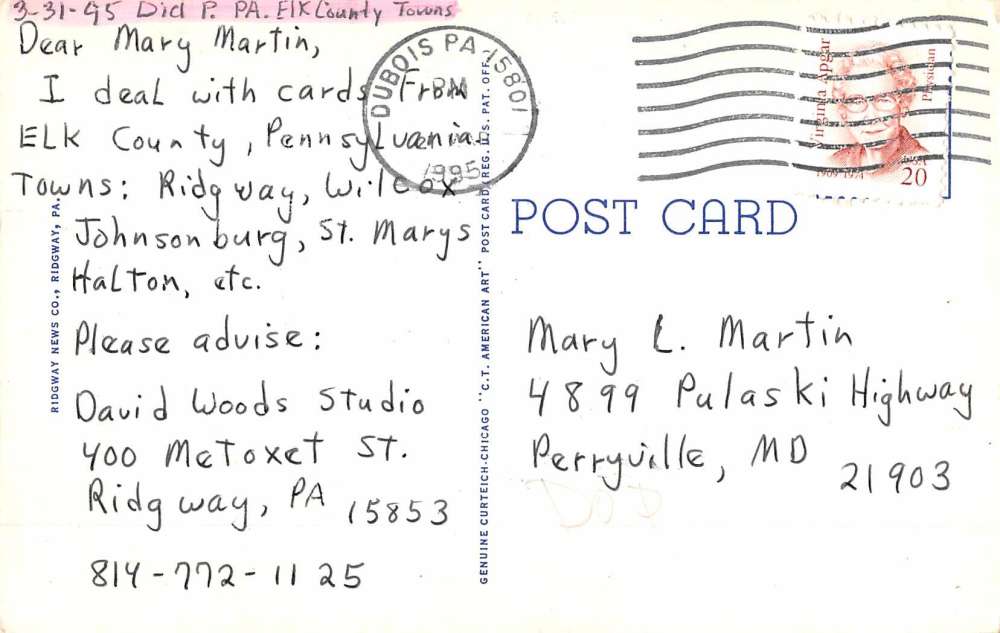 3-31-95 Did P. PA. Elk County Towns
Dear Mary Martin,
I deal with cards From
ELK County, Pennsylvania.
Towns: Ridgway, Wilcox
Johnsonburg, St. Marys
Halton, etc.
Please advise:
David Woods Studio
400 Metoxet St.
Ridgway, PA 15853
814-772-1125
RIDGWAY NEWS CO., RIDGWAY, PA.
GENUINE CURTEICH-CHICAGO "C.T. AMERICAN ART" POST CARD (REG. U.S. PAT. OFF.)
DUBOIS PA 15801
PM
1995
Virginia Apgar
Physician
1909-1974
USA
20
POST CARD
Mary L. Martin
4899 Pulaski Highway
Perryville, MD 21903